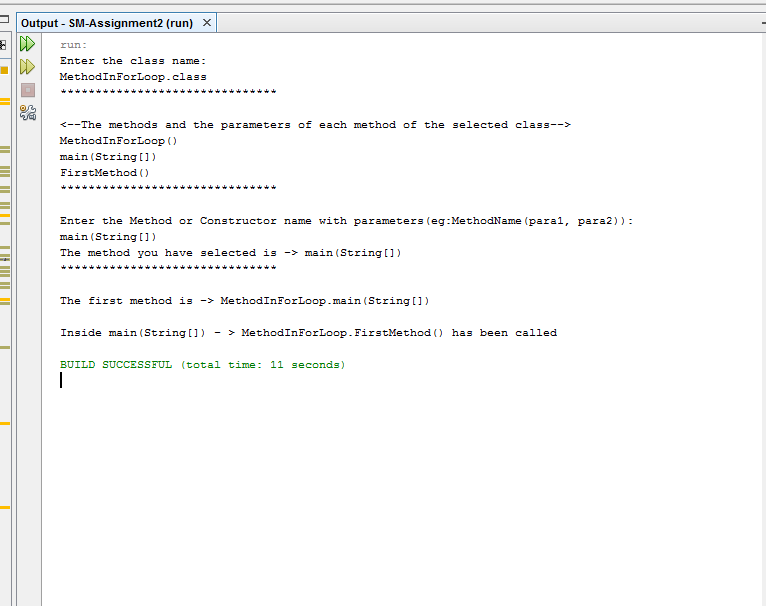 Output - SM-Assignment2 (run) ×
run:
Enter the class name:
MethodInForLoop.class
*******************************
<--The methods and the parameters of each method of the selected class-->
MethodInForLoop()
main(String[])
FirstMethod()
*******************************
Enter the Method or Constructor name with parameters(eg:MethodName(para1, para2)):
main(String[])
The method you have selected is -> main(String[])
*******************************
The first method is -> MethodInForLoop.main(String[])
Inside main(String[]) - > MethodInForLoop.FirstMethod() has been called
BUILD SUCCESSFUL (total time: 11 seconds)